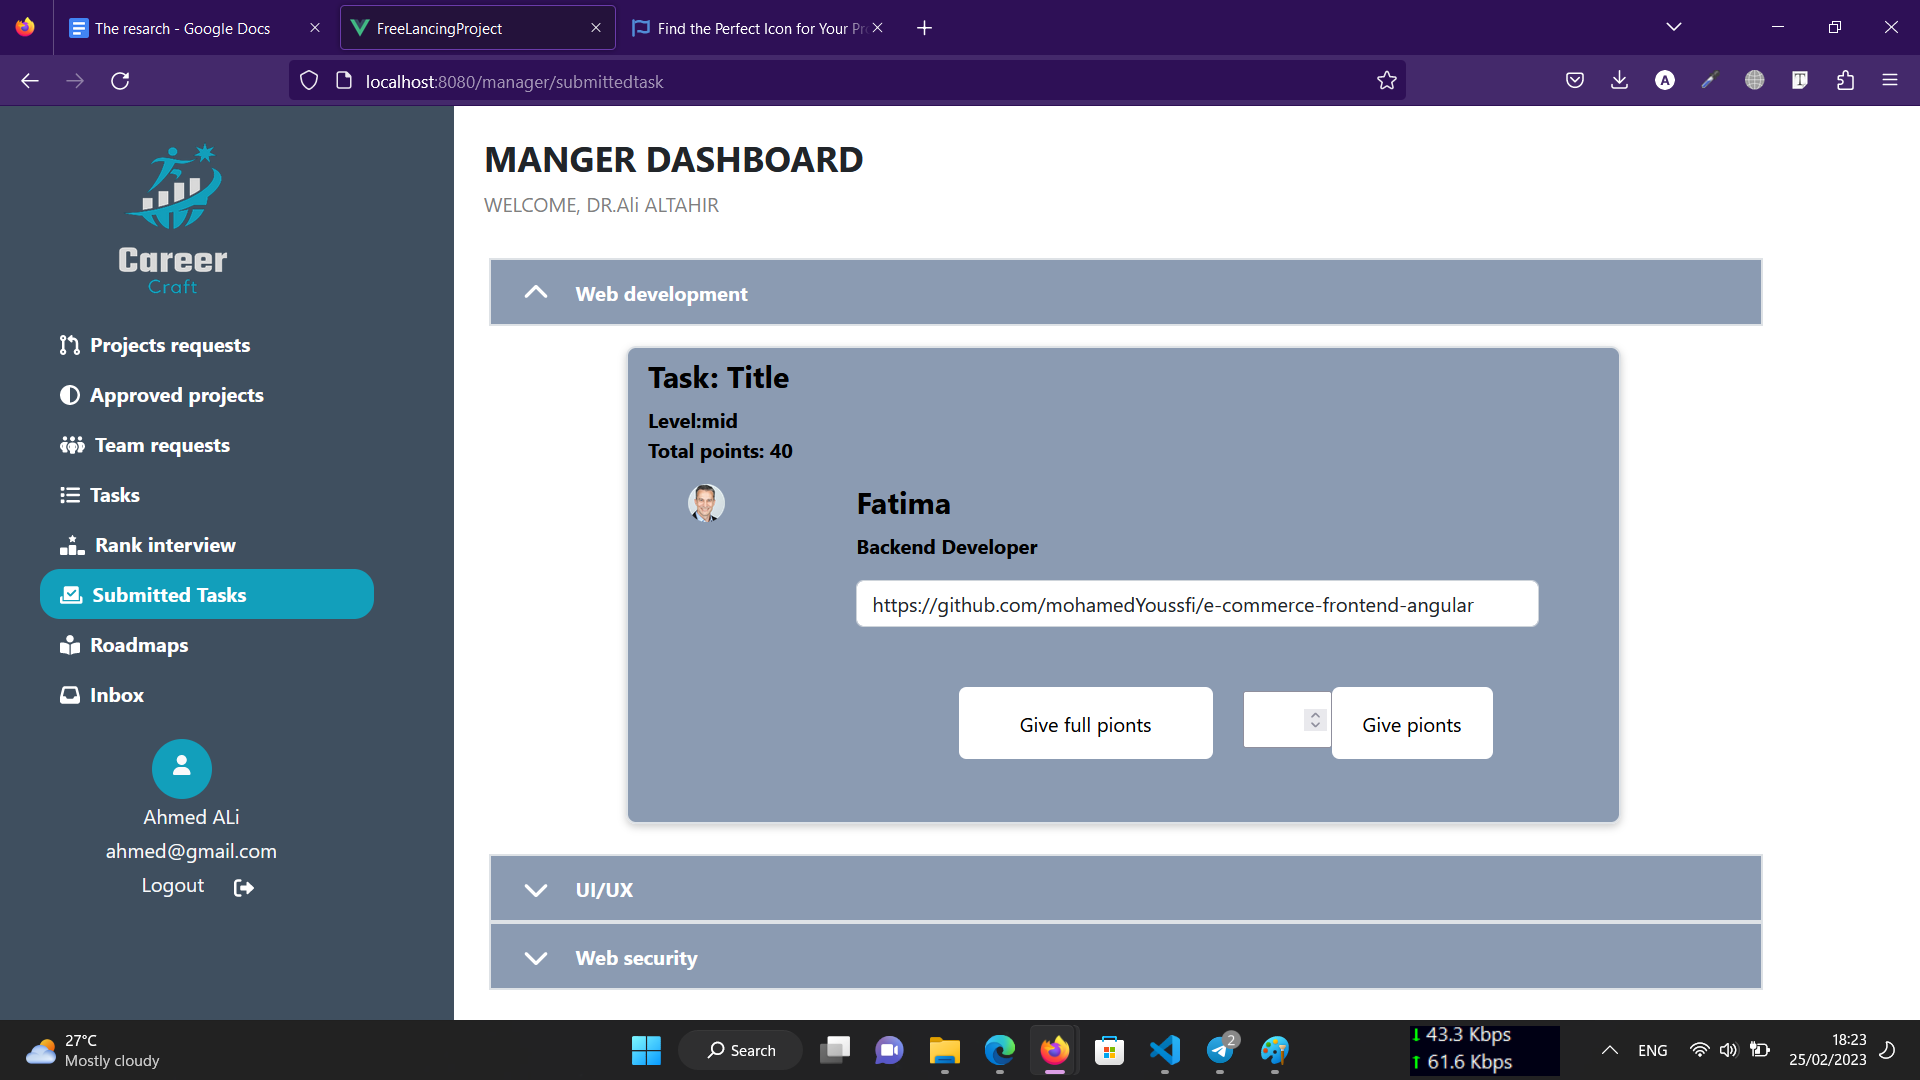 The resarch - Google Docs
FreeLancingProject
Find the Perfect Icon for Your Pr
localhost:8080/manager/submittedtask
A
T
Career
Craft
Projects requests
Approved projects
Team requests
Tasks
Rank interview
Submitted Tasks
Roadmaps
Inbox
Ahmed ALi
ahmed@gmail.com
Logout
MANGER DASHBOARD
WELCOME, DR.Ali ALTAHIR
Web development
Task: Title
Level:mid
Total points: 40
Fatima
Backend Developer
https://github.com/mohamedYoussfi/e-commerce-frontend-angular
Give full pionts
Give pionts
UI/UX
Web security
27°C
Mostly cloudy
Search
2
43.3 Kbps
61.6 Kbps
ENG
18:23
25/02/2023